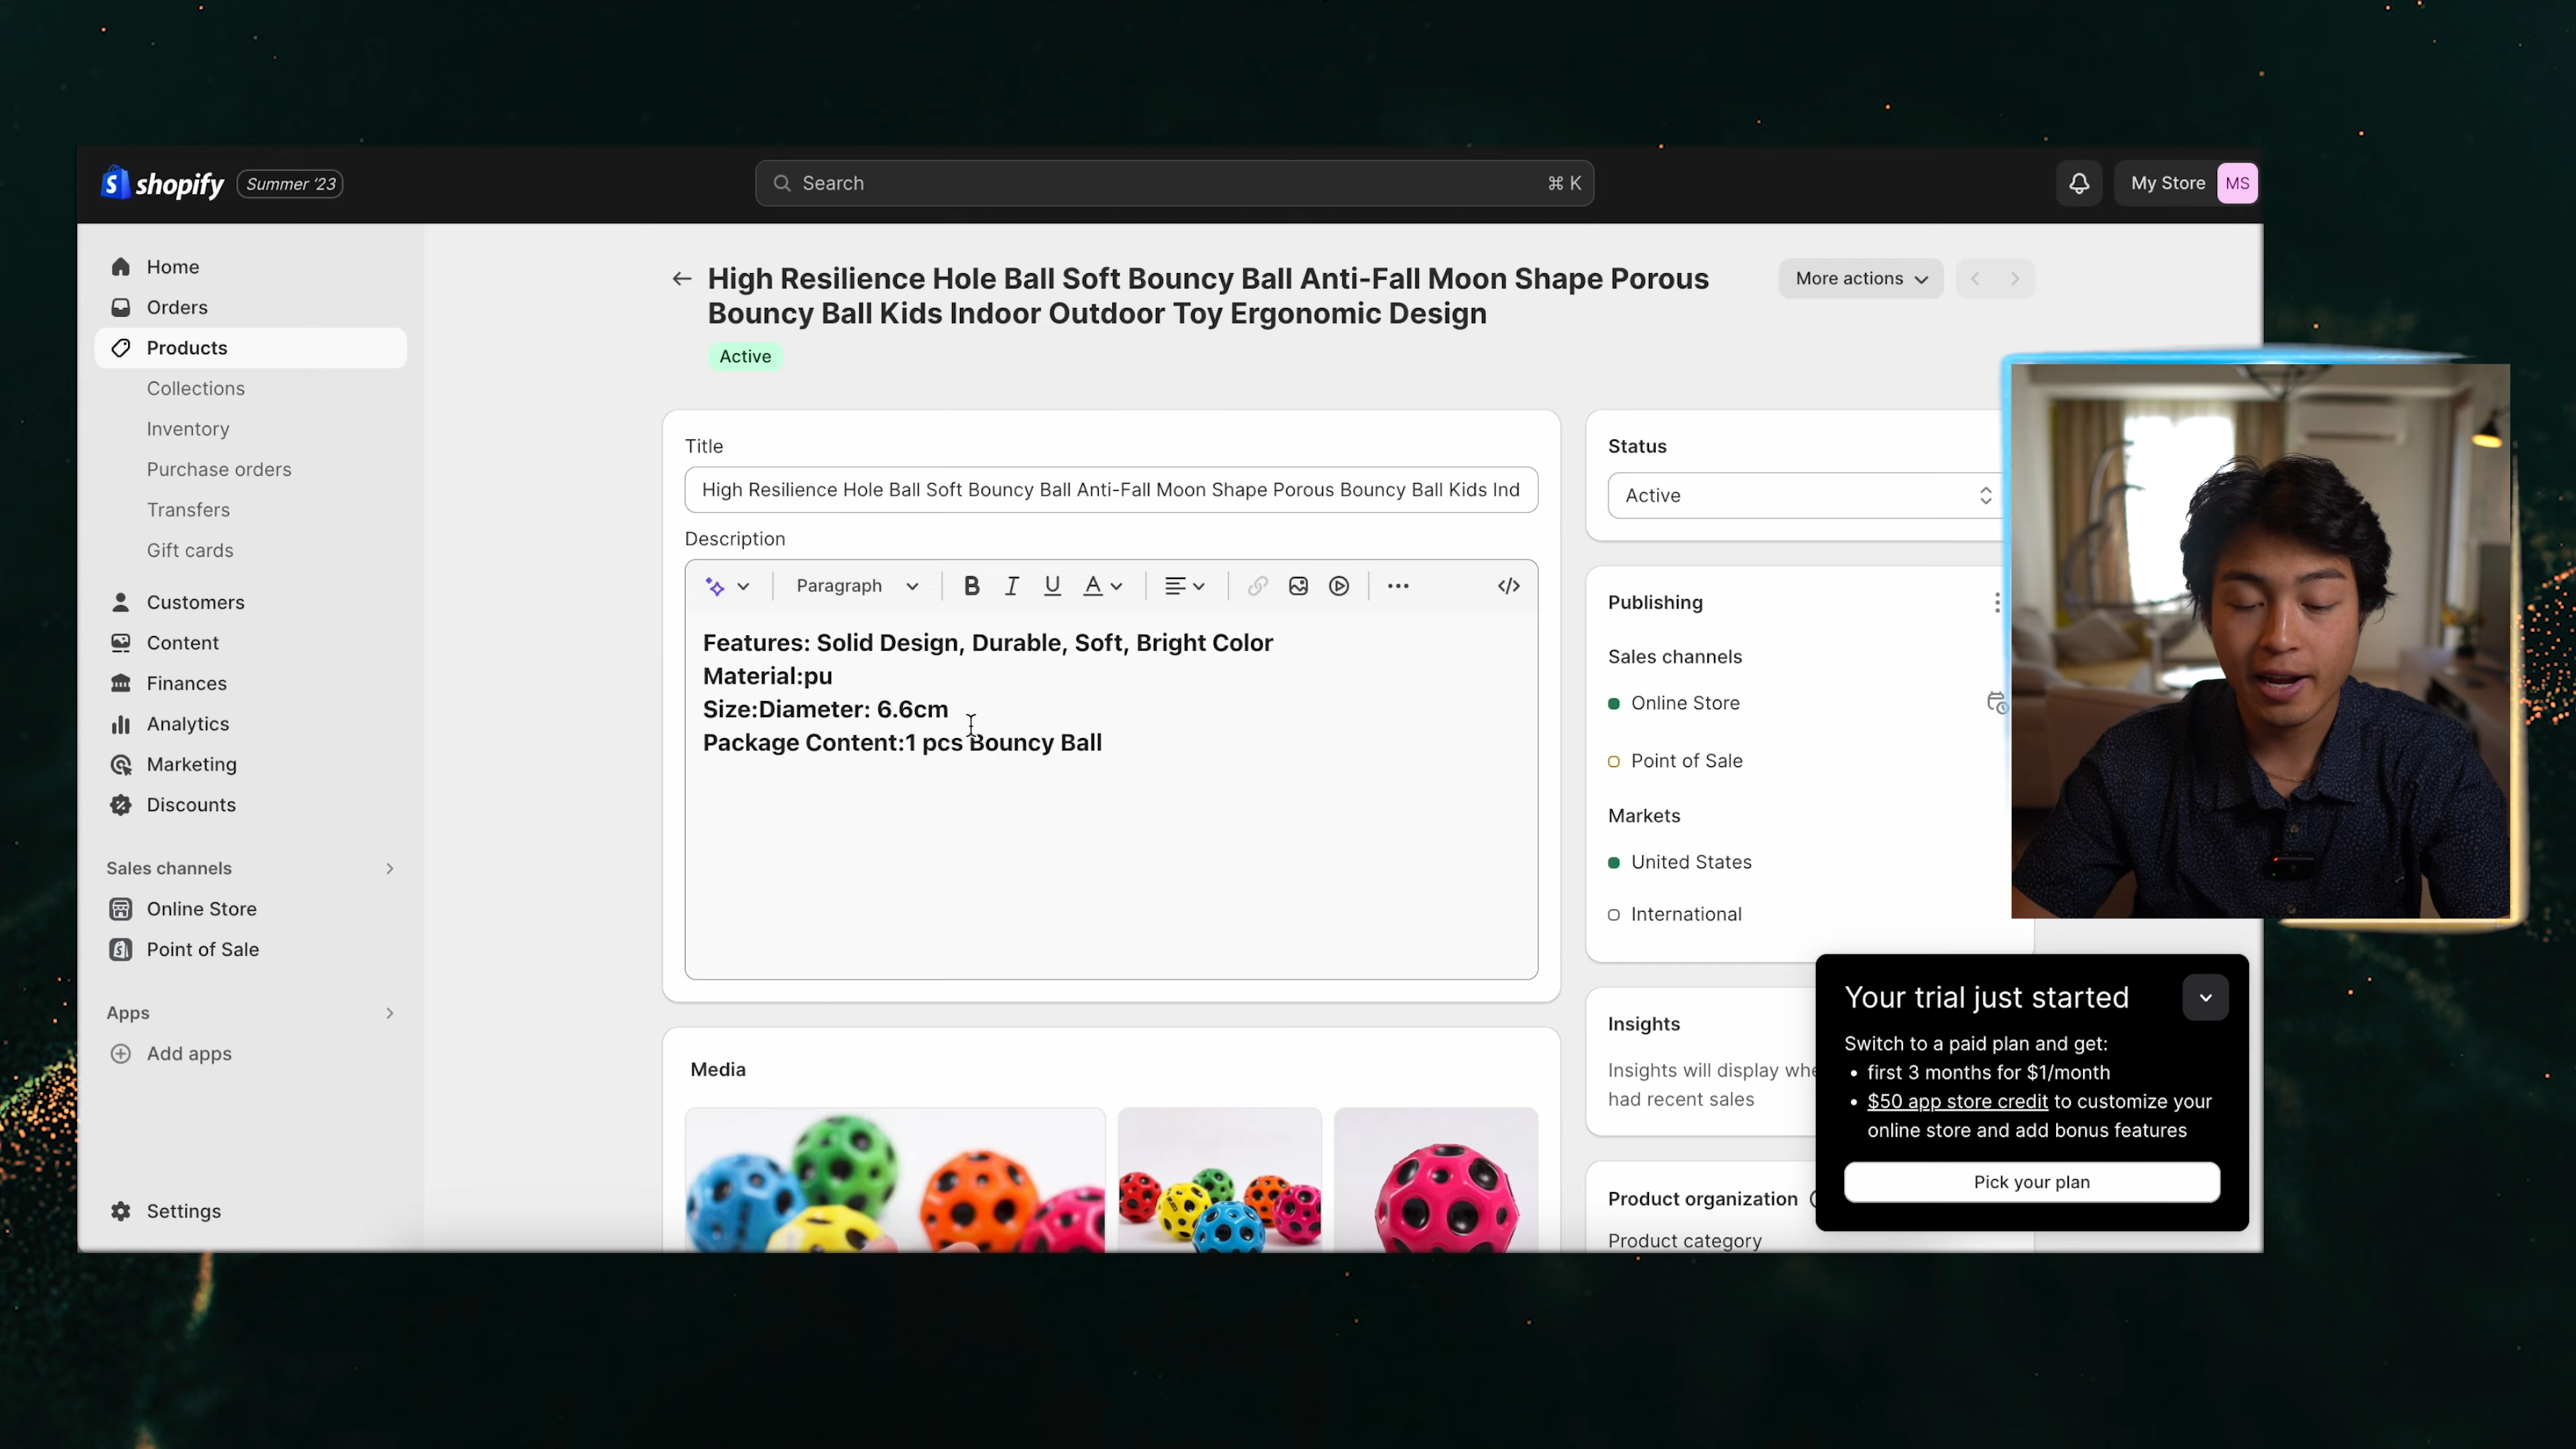 shopify Summer '23
Search ⌘ K
My Store MS
Home
Orders
Products
Collections
Inventory
Purchase orders
Transfers
Gift cards
Customers
Content
Finances
Analytics
Marketing
Discounts
Sales channels
Online Store
Point of Sale
Apps
Add apps
Settings
High Resilience Hole Ball Soft Bouncy Ball Anti-Fall Moon Shape Porous
Bouncy Ball Kids Indoor Outdoor Toy Ergonomic Design
Active
More actions
Title
High Resilience Hole Ball Soft Bouncy Ball Anti-Fall Moon Shape Porous Bouncy Ball Kids Ind
Description
Paragraph B I U A
Features: Solid Design, Durable, Soft, Bright Color
Material:pu
Size:Diameter: 6.6cm
Package Content:1 pcs Bouncy Ball
Media
Status
Active
Publishing
Sales channels
Online Store
Point of Sale
Markets
United States
International
Insights
Insights will display
had recent sales
Product organization
Product category
Your trial just started
Switch to a paid plan and get:
• first 3 months for $1/month
• $50 app store credit to customize your
online store and add bonus features
Pick your plan